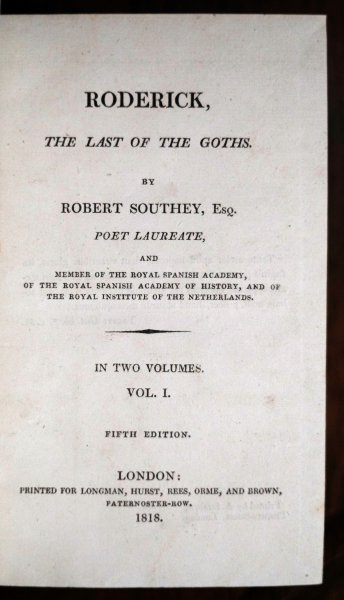 RODERICK,
THE LAST OF THE GOTHS.
BY
ROBERT SOUTHEY, Esq.
POET LAUREATE,
AND
MEMBER OF THE ROYAL SPANISH ACADEMY,
OF THE ROYAL SPANISH ACADEMY OF HISTORY, AND OF
THE ROYAL INSTITUTE OF THE NETHERLANDS.
IN TWO VOLUMES.
VOL. I.
FIFTH EDITION.
LONDON:
PRINTED FOR LONGMAN, HURST, REES, ORME, AND BROWN,
PATERNOSTER-ROW.
1818.